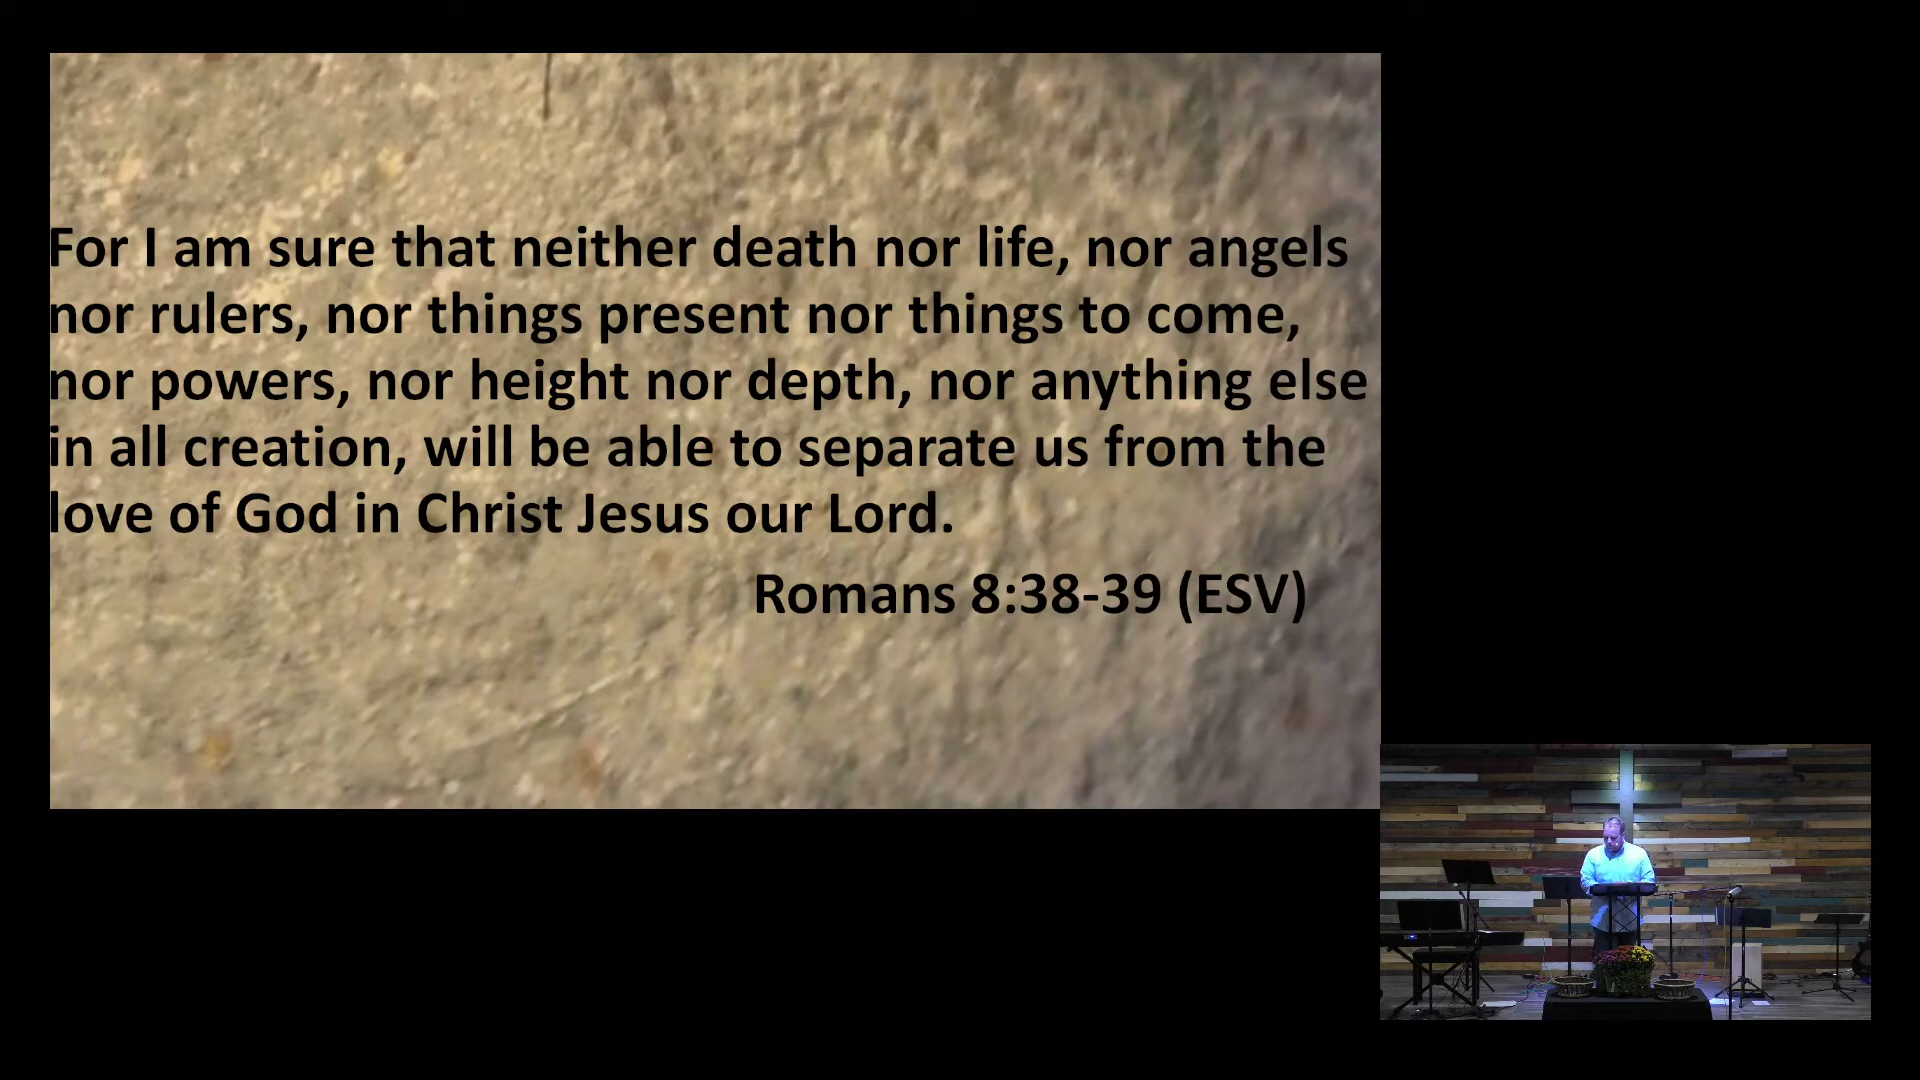 For I am sure that neither death nor life, nor angels
nor rulers, nor things present nor things to come,
nor powers, nor height nor depth, nor anything else
in all creation, will be able to separate us from the
love of God in Christ Jesus our Lord.
Romans 8:38-39 (ESV)